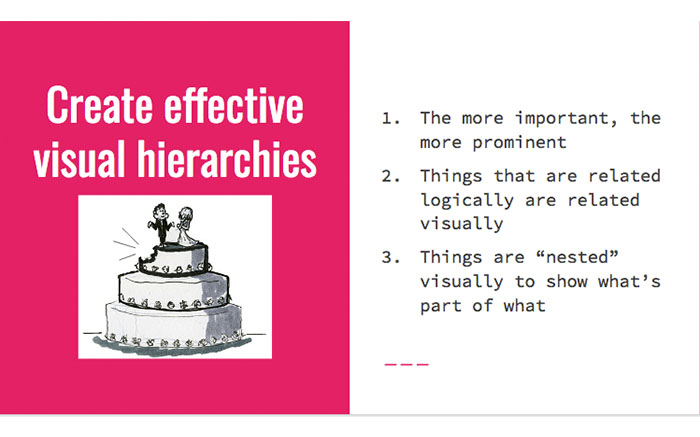 Create effective
visual hierarchies
1. The more important, the
more prominent
2. Things that are related
logically are related
visually
3. Things are “nested”
visually to show what’s
part of what